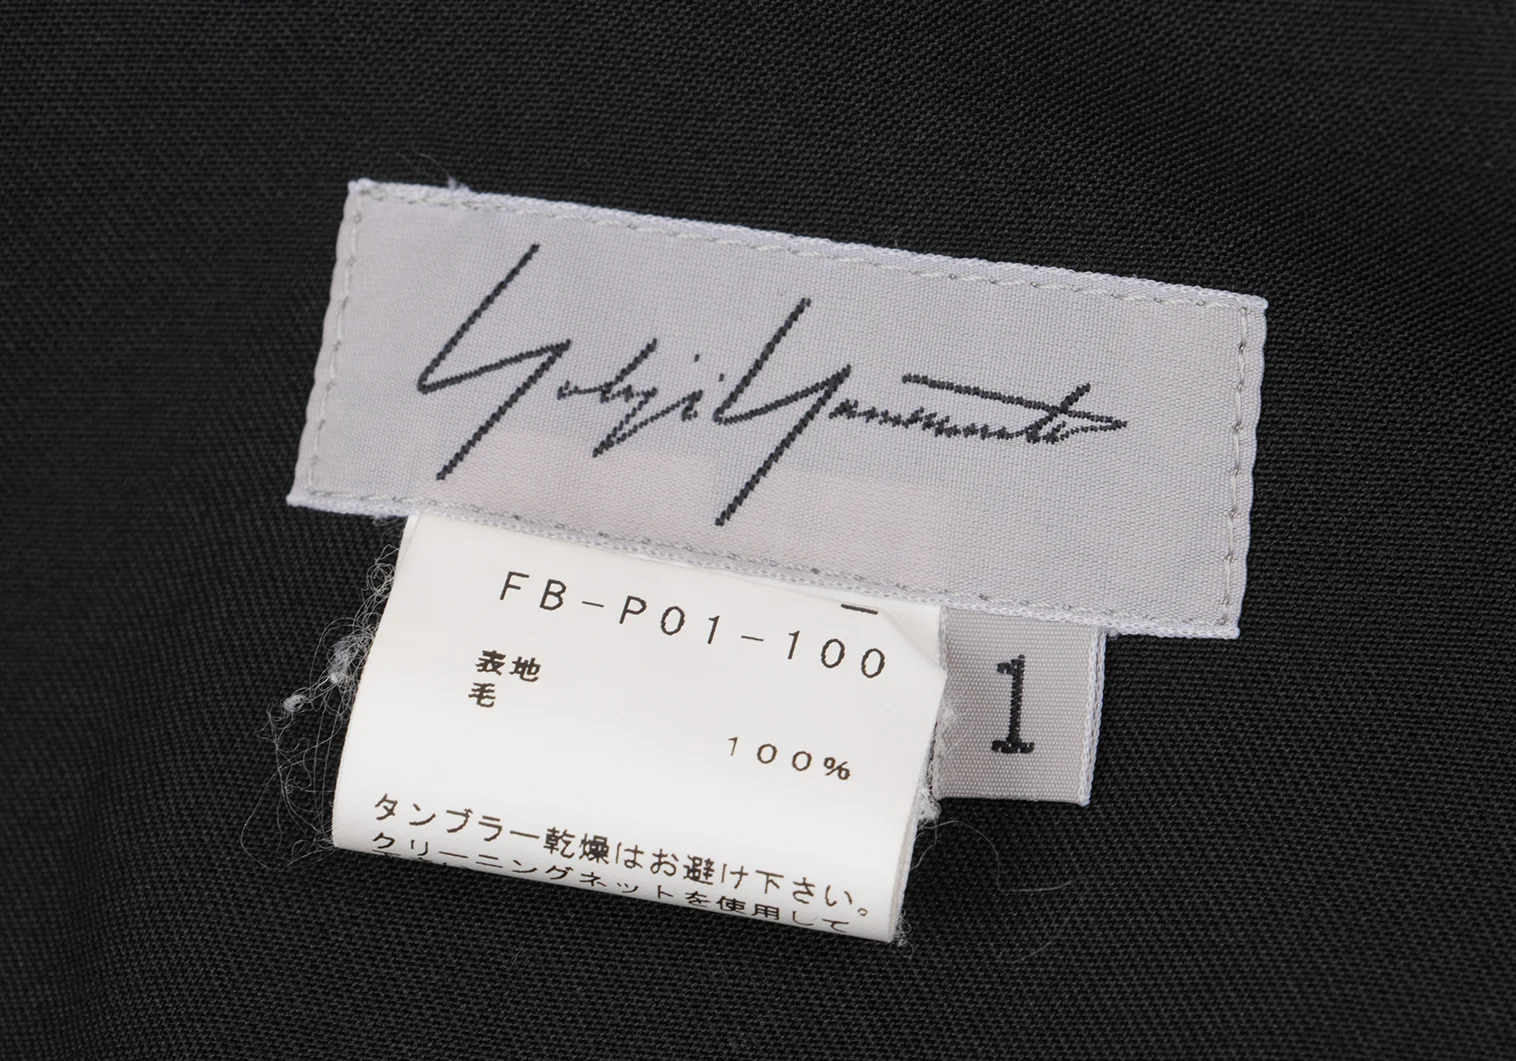 Yohji Yamamoto
FB-P01-100
表地
毛
100%
タンブラー乾燥はお避け下さい。
クリーニングネットを使用して
1